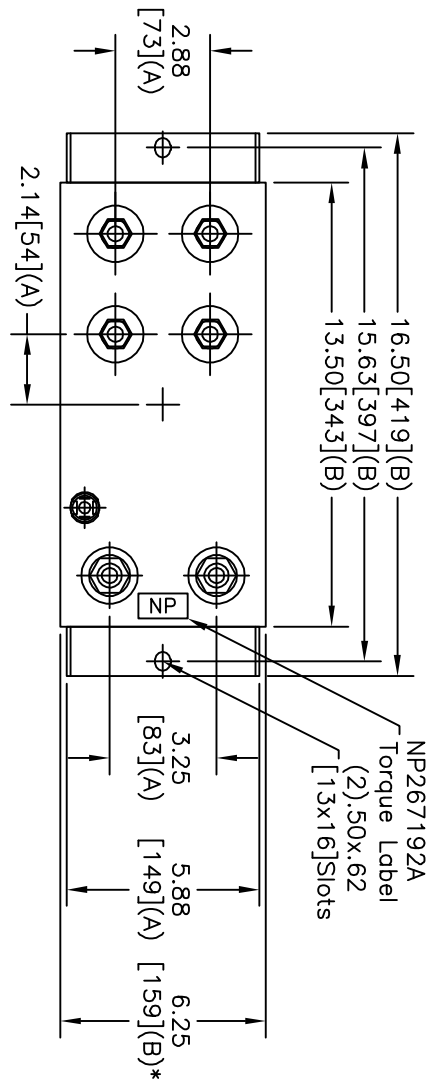 2.88
[73](A)
2.14[54](A)
16.50[419](B)
15.63[397](B)
13.50[343](B)
NP
NP267192A
Torque Label
(2).50x.62
[13x16]Slots
3.25
[83](A)
5.88
[149](A)
6.25
[159](B)*